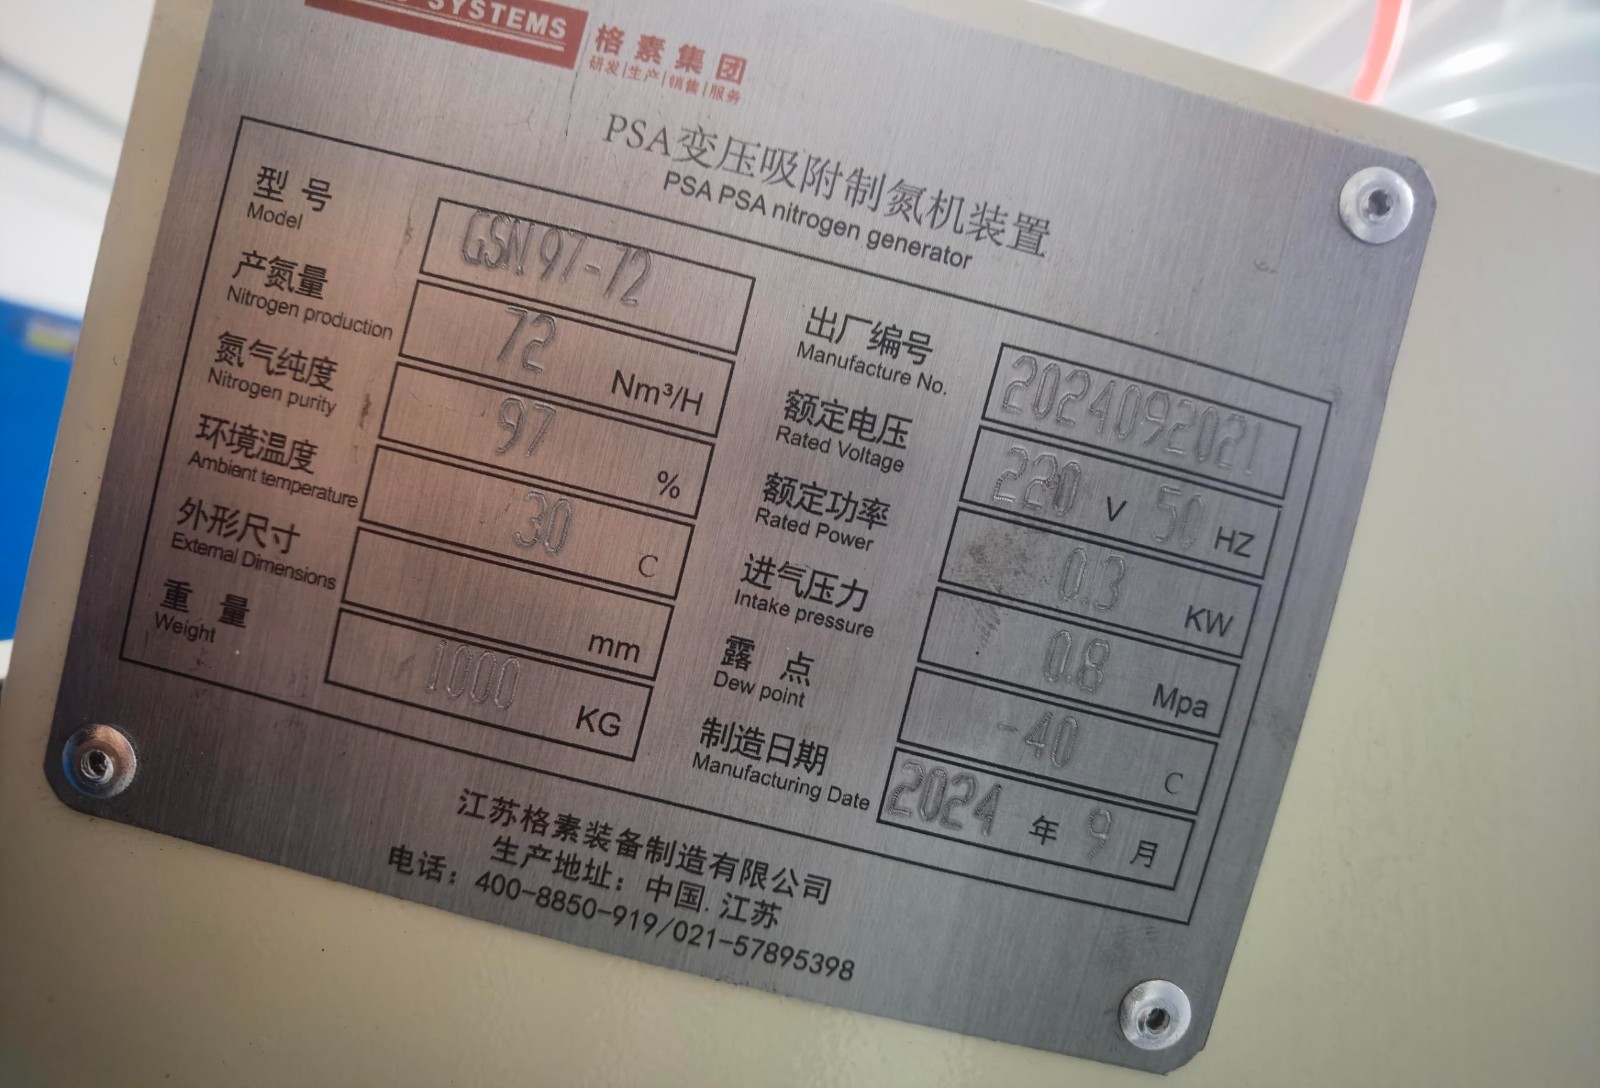 SYSTEMS
格素集团
研发|生产|销售|服务
PSA变压吸附制氮机装置
PSA PSA nitrogen generator
型号 GSN97-72
Model
产氮量 72 Nm³/H
Nitrogen production
氮气纯度 97 %
Nitrogen purity
环境温度 30 C
Ambient temperature
外形尺寸 mm
External Dimensions
重量 1000 KG
Weight
出厂编号 2024092021
Manufacture No.
额定电压 220 V 50 HZ
Rated Voltage
额定功率 0.3 KW
Rated Power
进气压力 0.8 Mpa
Intake pressure
露点 -40 C
Dew point
制造日期 2024 年 9 月
Manufacturing Date
江苏格素装备制造有限公司
生产地址：中国.江苏
电话：400-8850-919/021-57895398